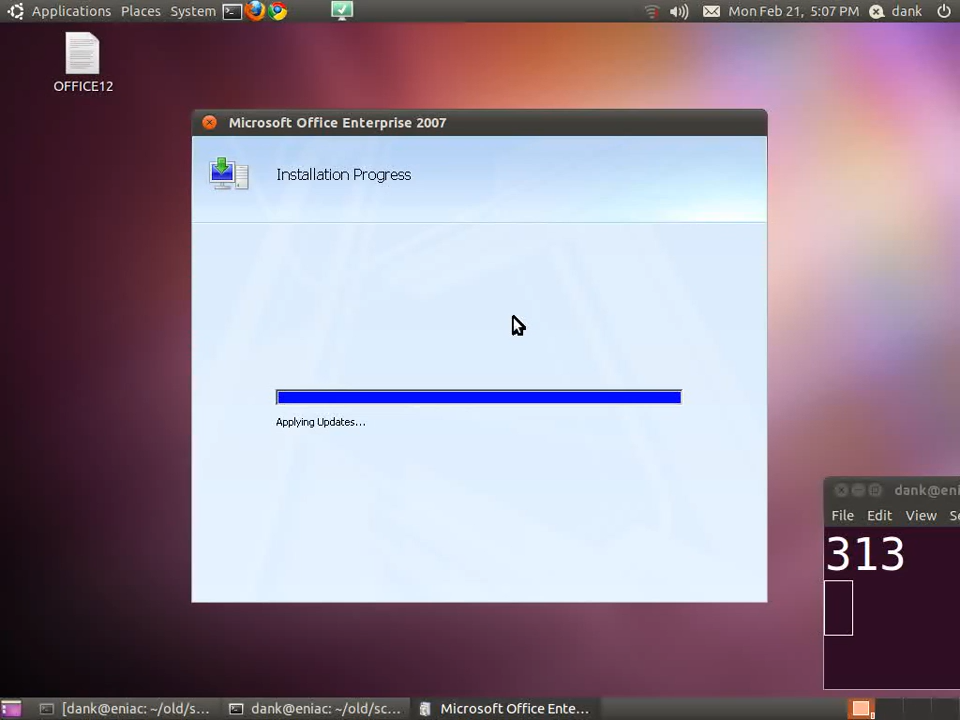 Applications Places System Mon Feb 21, 5:07 PM dank
OFFICE12
Microsoft Office Enterprise 2007
Installation Progress
Applying Updates...
dank@eni
File Edit View Se
313
[dank@eniac: ~/old/s... dank@eniac: ~/old/sc... Microsoft Office Ente...